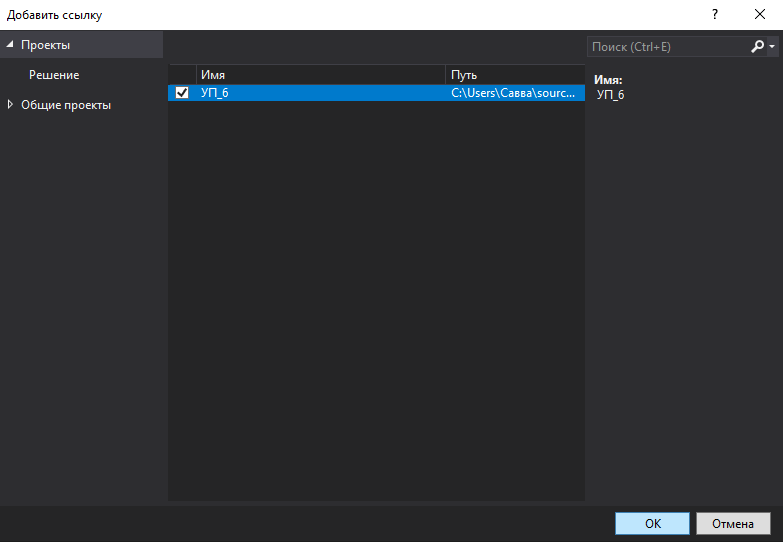 Добавить ссылку
?
Проекты
Решение
Общие проекты
Поиск (Ctrl+E)
Имя Путь
УП_6 C:\Users\Савва\sourc...
Имя:
УП_6
OK Отмена